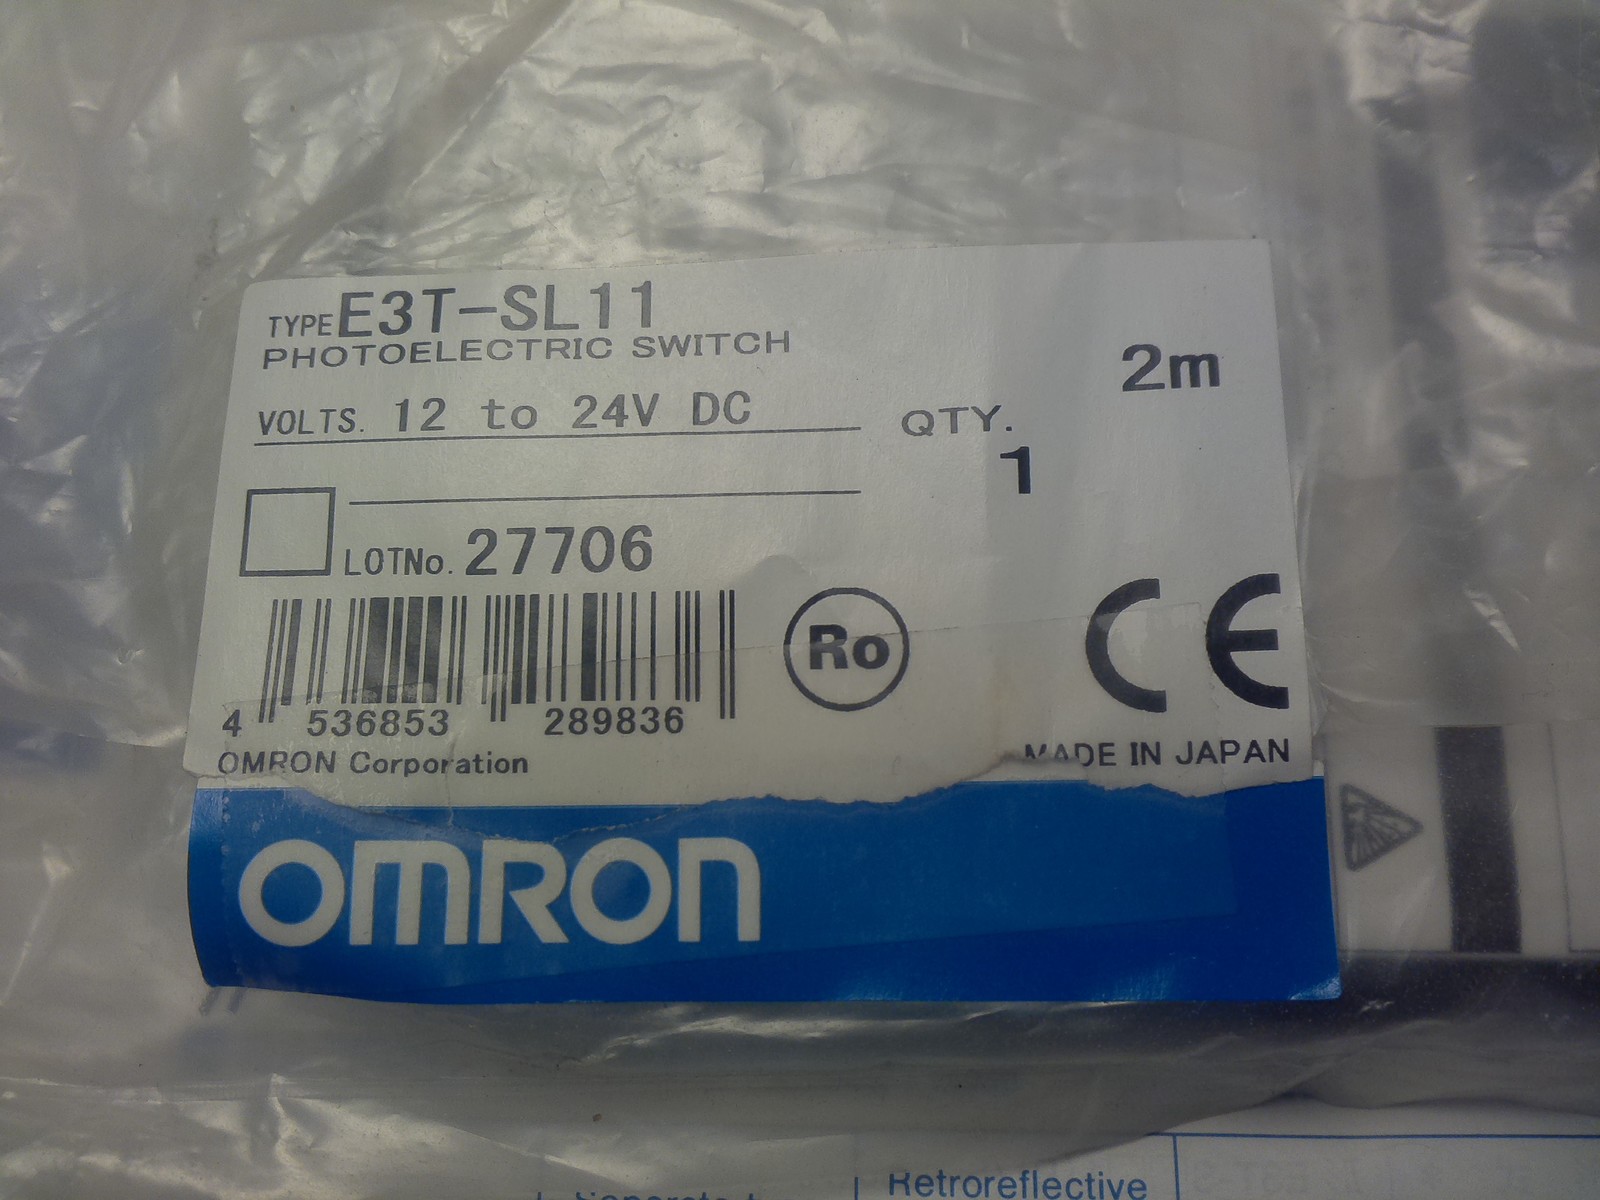 TYPE E3T-SL11
PHOTOELECTRIC SWITCH
2m
VOLTS. 12 to 24V DC
QTY.
1
LOTNo. 27706
Ro
CE
4 536853 289836
OMRON Corporation
MADE IN JAPAN
OMRON
Retroreflective